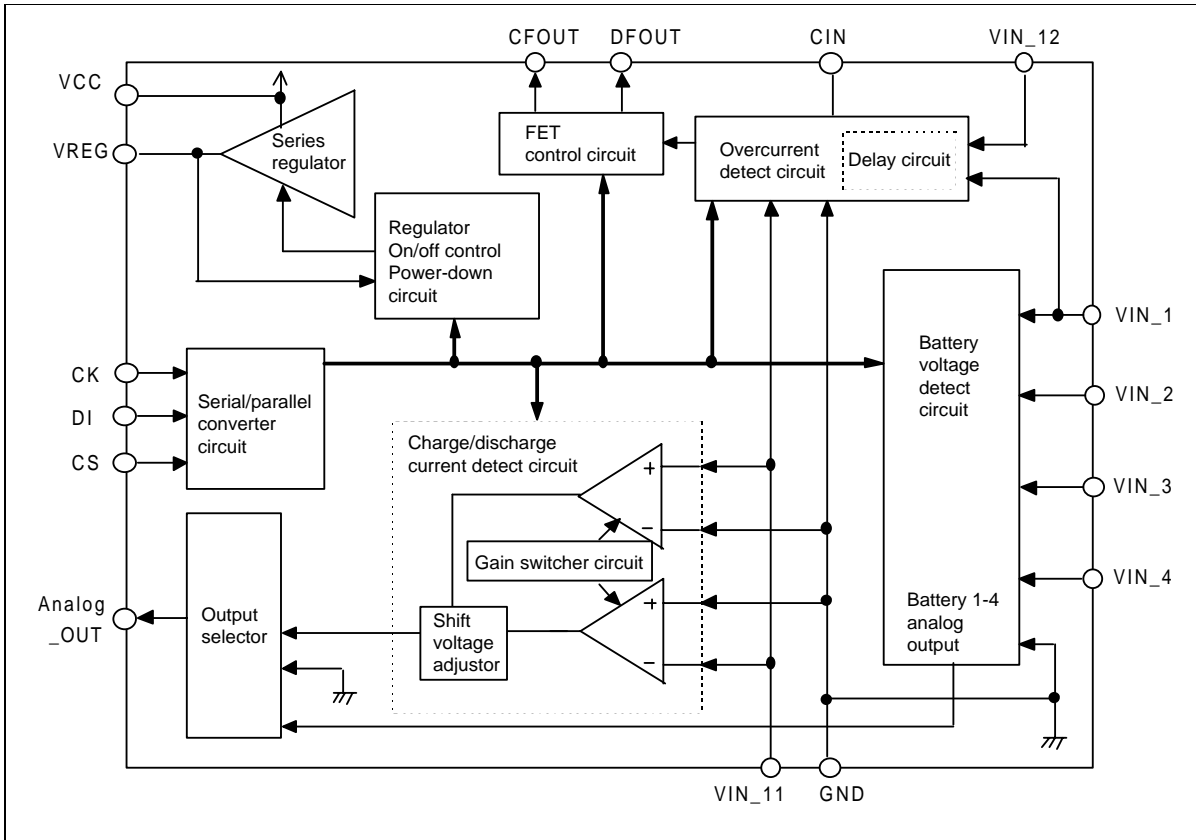 CFOUT
DFOUT
CIN
VIN_12
VCC
VREG
Series
regulator
FET
control circuit
Overcurrent
detect circuit
Delay circuit
Regulator
On/off control
Power-down
circuit
VIN_1
Battery
voltage
detect
circuit
VIN_2
VIN_3
VIN_4
CK
DI
CS
Serial/parallel
converter
circuit
Charge/discharge
current detect circuit
+
−
Gain switcher circuit
+
−
Shift
voltage
adjustor
Battery 1-4
analog
output
Analog
_OUT
Output
selector
VIN_11
GND